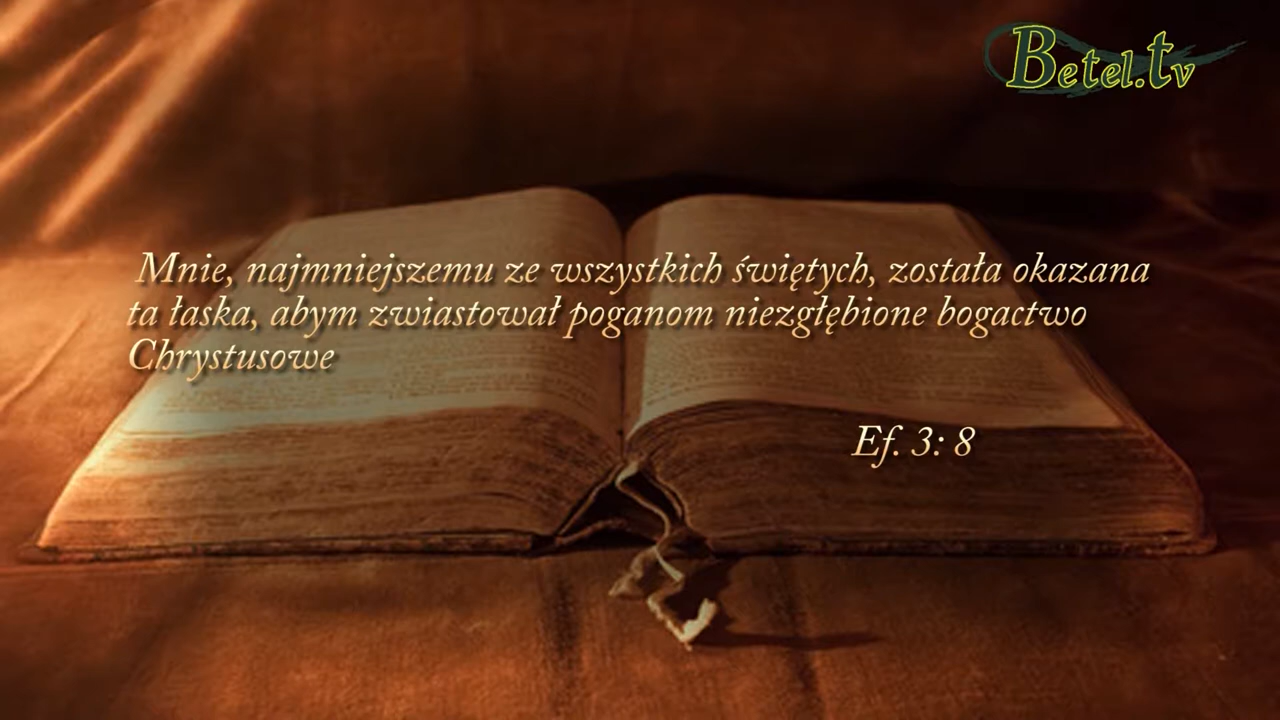 Betel.tv
Mnie, najmniejszemu ze wszystkich świętych, została okazana
ta łaska, abym zwiastował poganom niezgłębione bogactwo
Chrystusowe
Ef. 3: 8